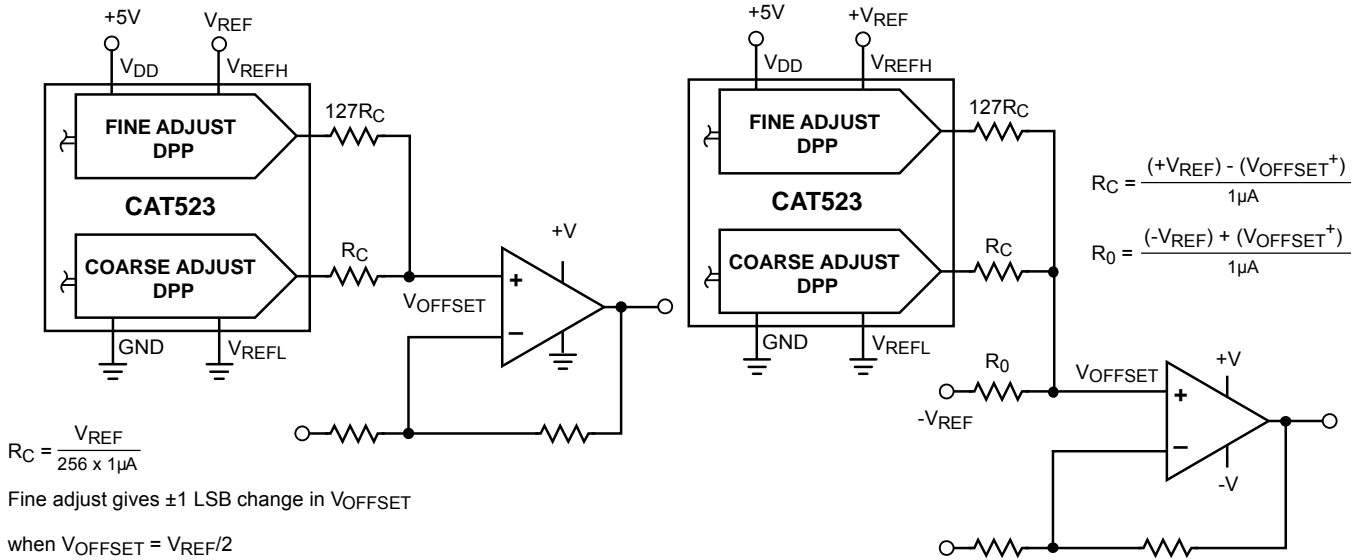 +5V
VREF
VDD
VREFH
FINE ADJUST
DPP
127RC
CAT523
COARSE ADJUST
DPP
RC
+V
VOFFSET
+
–
GND
VREFL
RC = VREF / 256 x 1µA
Fine adjust gives ±1 LSB change in VOFFSET
when VOFFSET = VREF/2
+5V
+VREF
VDD
VREFH
FINE ADJUST
DPP
127RC
CAT523
COARSE ADJUST
DPP
RC
GND
VREFL
RC = (+VREF) - (VOFFSET+) / 1µA
R0 = (-VREF) + (VOFFSET+) / 1µA
R0
-VREF
VOFFSET
+V
+
–
-V